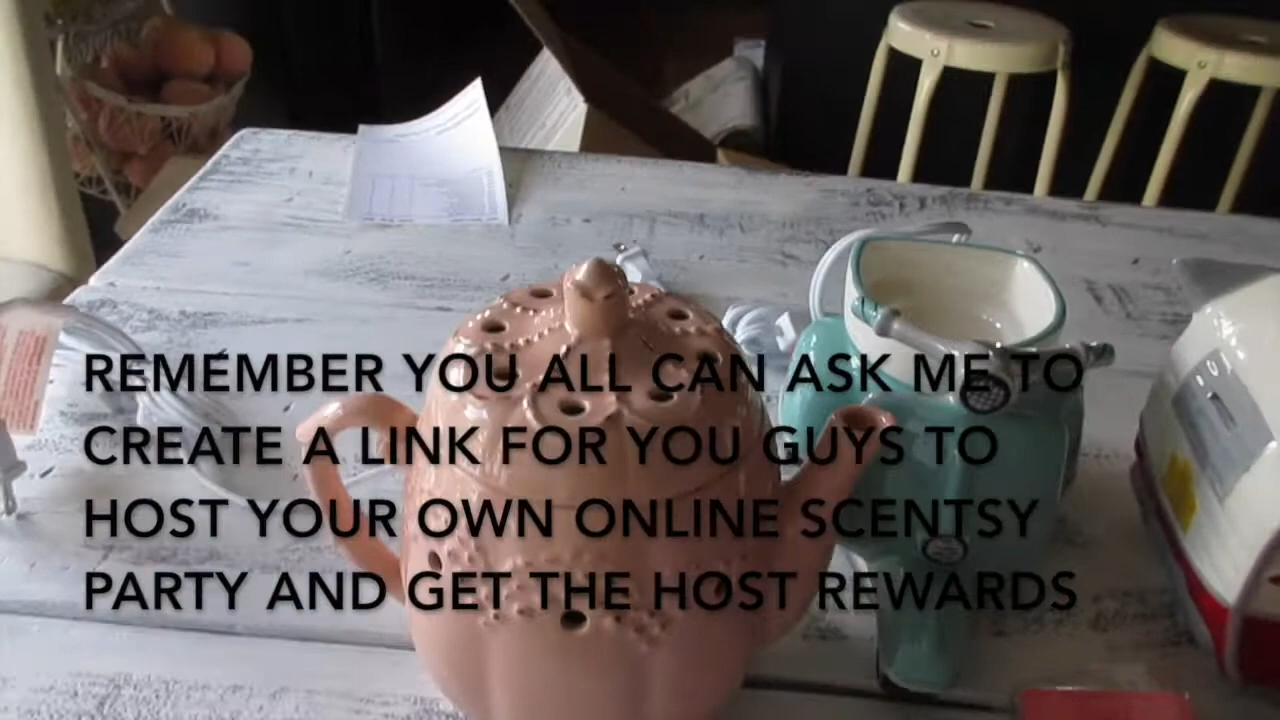 REMEMBER YOU ALL CAN ASK ME TO
CREATE A LINK FOR YOU GUYS TO
HOST YOUR OWN ONLINE SCENTSY
PARTY AND GET THE HOST REWARDS